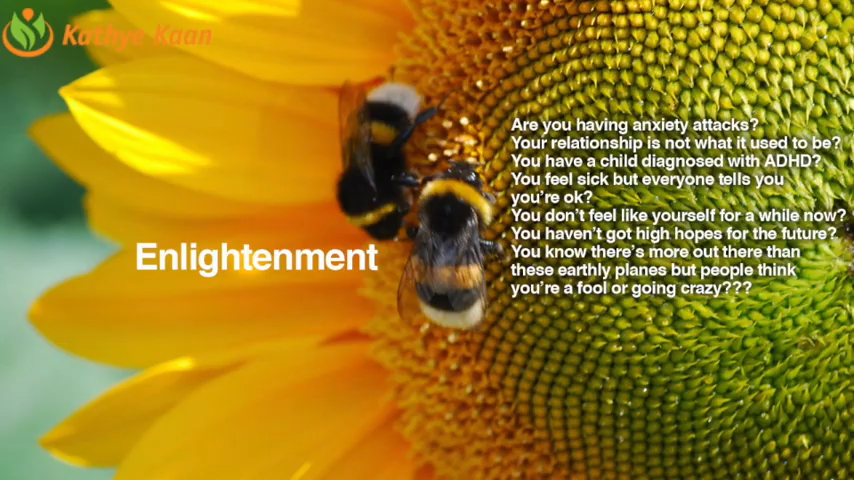 Kathye Kaan
Enlightenment
Are you having anxiety attacks?
Your relationship is not what it used to be?
You have a child diagnosed with ADHD?
You feel sick but everyone tells you
you're ok?
You don't feel like yourself for a while now?
You haven't got high hopes for the future?
You know there's more out there than
these earthly planes but people think
you're a fool or going crazy???